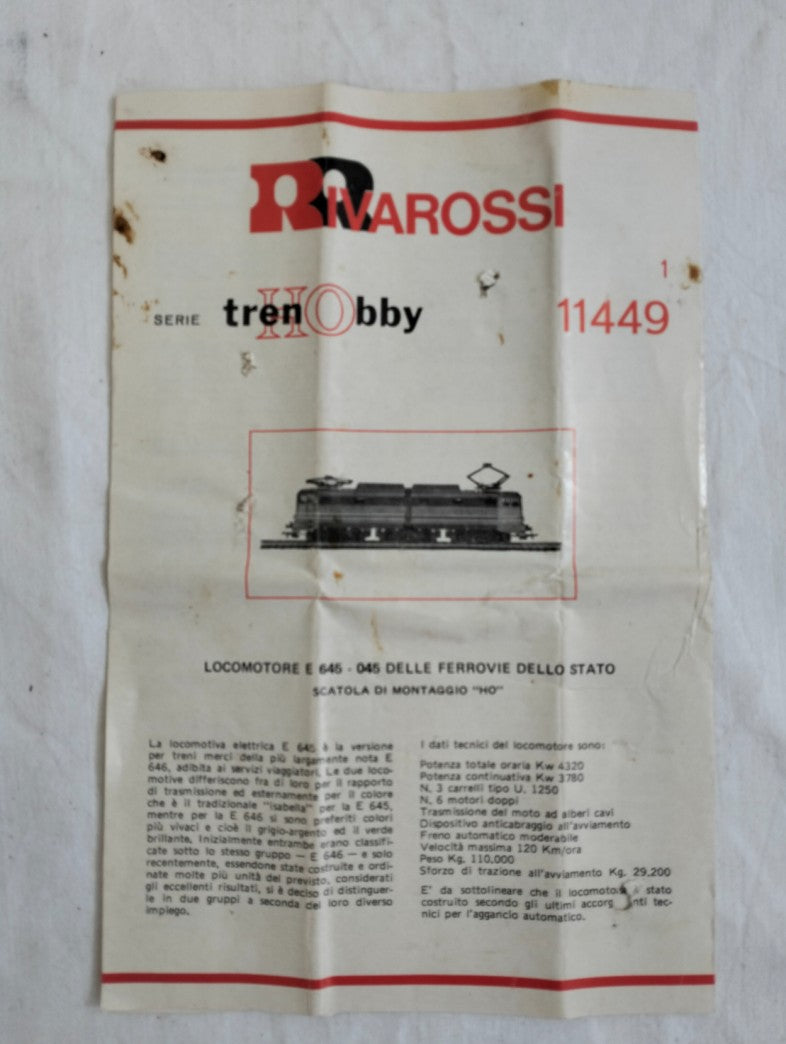 RIVAROSSI
1
SERIE trenHObby 11449
LOCOMOTORE E 645 - 045 DELLE FERROVIE DELLO STATO
SCATOLA DI MONTAGGIO "HO"
La locomotiva elettrica E 645 è la versione
per treni merci della più largamente nota E
646, adibita ai servizi viaggiatori. Le due loco-
motive differiscono fra di loro per il rapporto
di trasmissione ed esternamente per il colore
che è il tradizionale "isabella" per la E 645,
mentre per la E 646 si sono preferiti colori
più vivaci e cioè il grigio-argento ed il verde
brillante. Inizialmente entrambe erano classifi-
cate sotto lo stesso gruppo — E 646 — e solo
recentemente, essendone state costruite e ordi-
nate molte più unità del previsto, considerati
gli eccellenti risultati, si è deciso di distinguer-
le in due gruppi a seconda del loro diverso
impiego.
I dati tecnici del locomotore sono:
Potenza totale oraria Kw 4320
Potenza continuativa Kw 3780
N. 3 carrelli tipo U. 1250
N. 6 motori doppi
Trasmissione del moto ad alberi cavi
Dispositivo anticabraggio all'avviamento
Freno automatico moderabile
Velocità massima 120 Km/ora
Peso Kg. 110.000
Sforzo di trazione all'avviamento Kg. 29.200
E' da sottolineare che il locomotore è stato
costruito secondo gli ultimi tec-
nici per l'aggancio automatico.